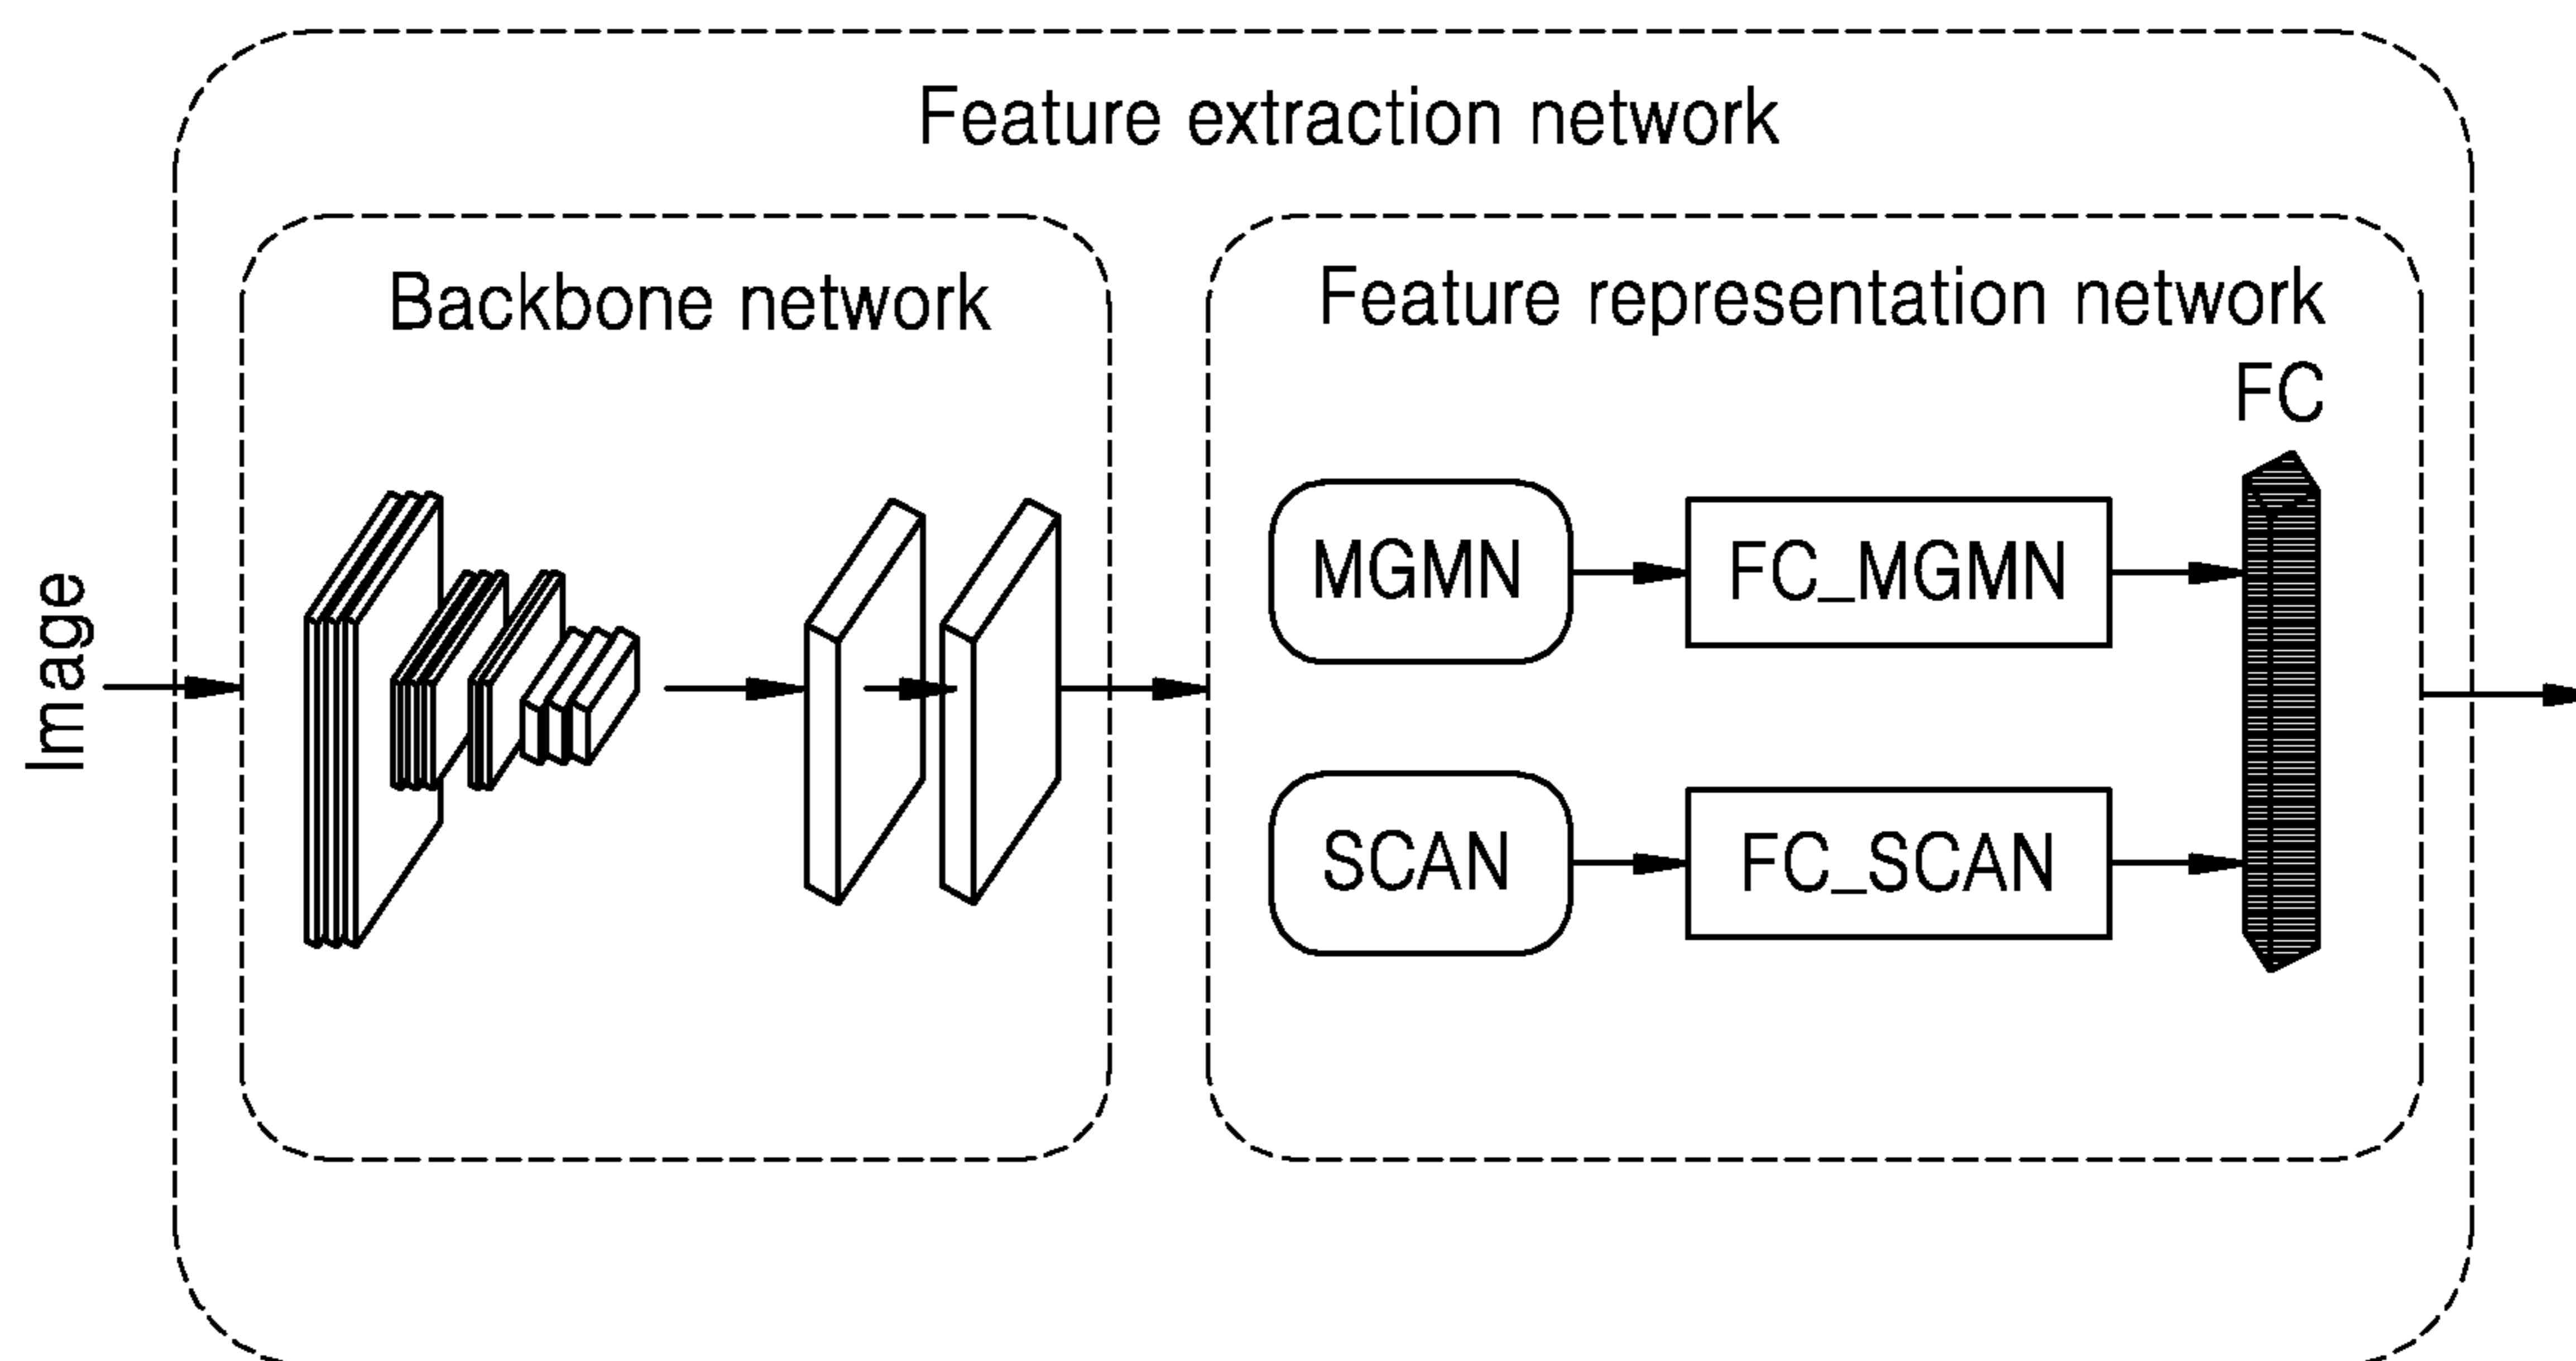 Feature extraction network
Backbone network
Feature representation network
FC
Image
MGMN
FC_MGMN
SCAN
FC_SCAN